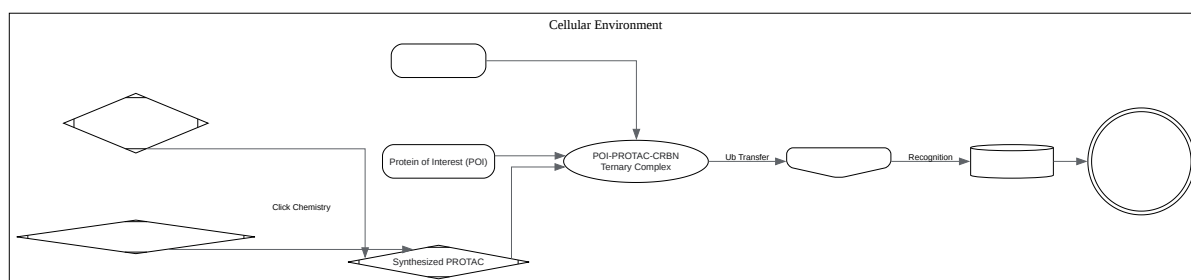 Cellular Environment
Protein of Interest (POI)
POI-PROTAC-CRBN
Ternary Complex
Ub Transfer
Recognition
Click Chemistry
Synthesized PROTAC